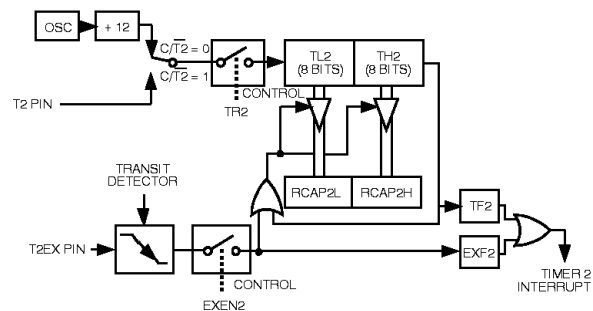 OSC
+ 12
C/T2 = 0
C/T2 = 1
T2 PIN
TR2
CONTROL
TL2
(8 BITS)
TH2
(8 BITS)
RCAP2L
RCAP2H
TRANSIT
DETECTOR
T2EX PIN
CONTROL
EXEN2
TF2
EXF2
TIMER 2
INTERRUPT